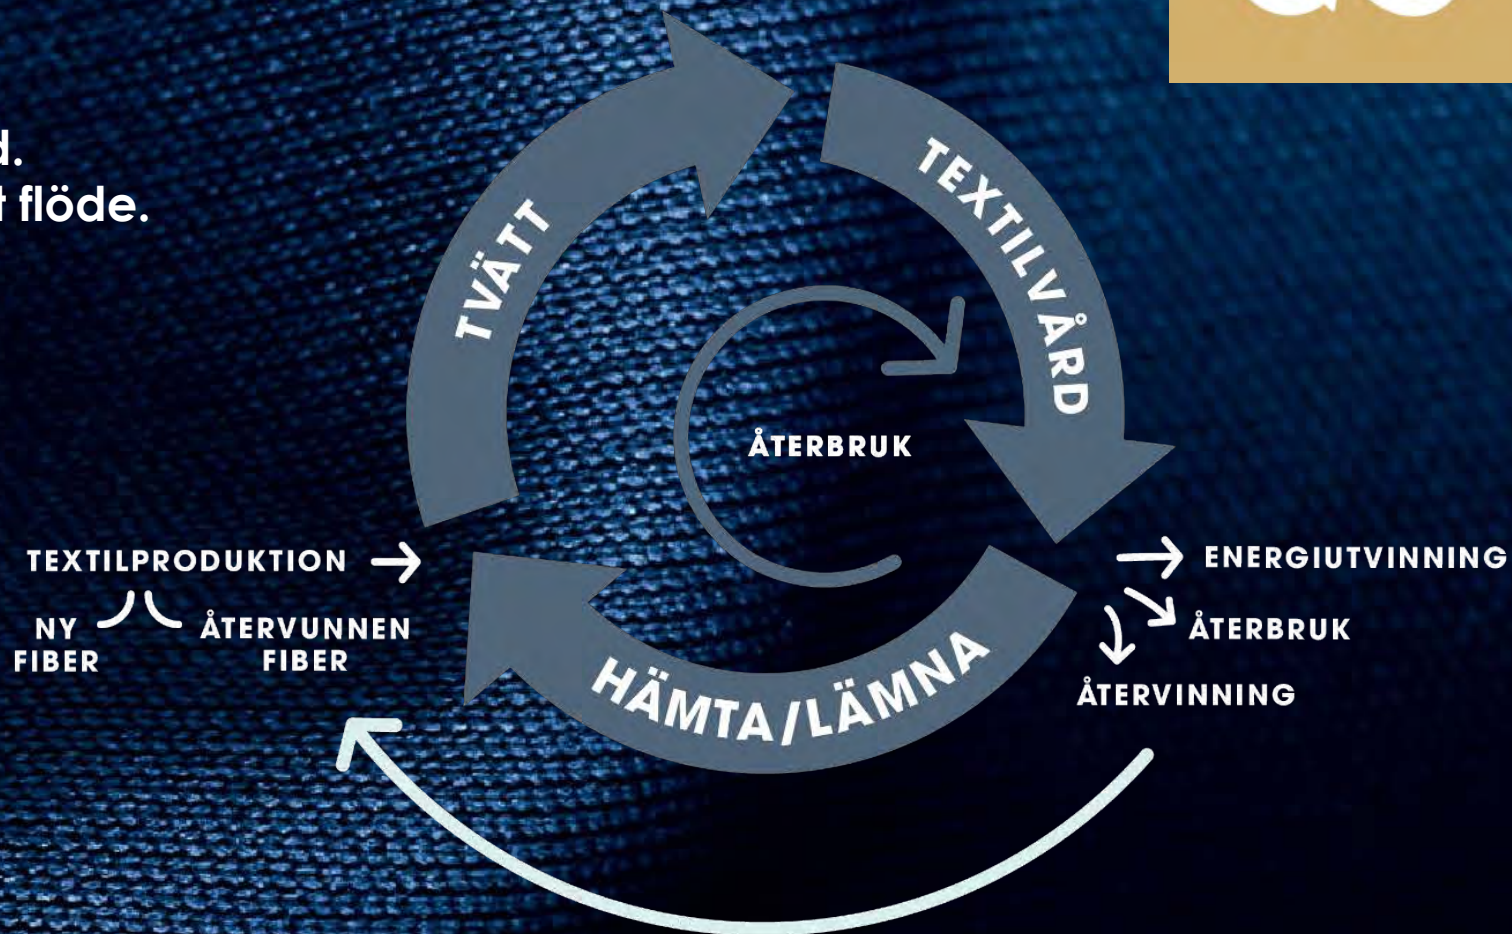 t flöde.
TVÄTT
TEXTILVÅRD
ÅTERBRUK
TEXTILPRODUKTION
NY
FIBER
ÅTERVUNNEN
FIBER
HÄMTA/LÄMNA
ENERGIUTVINNING
ÅTERBRUK
ÅTERVINNING